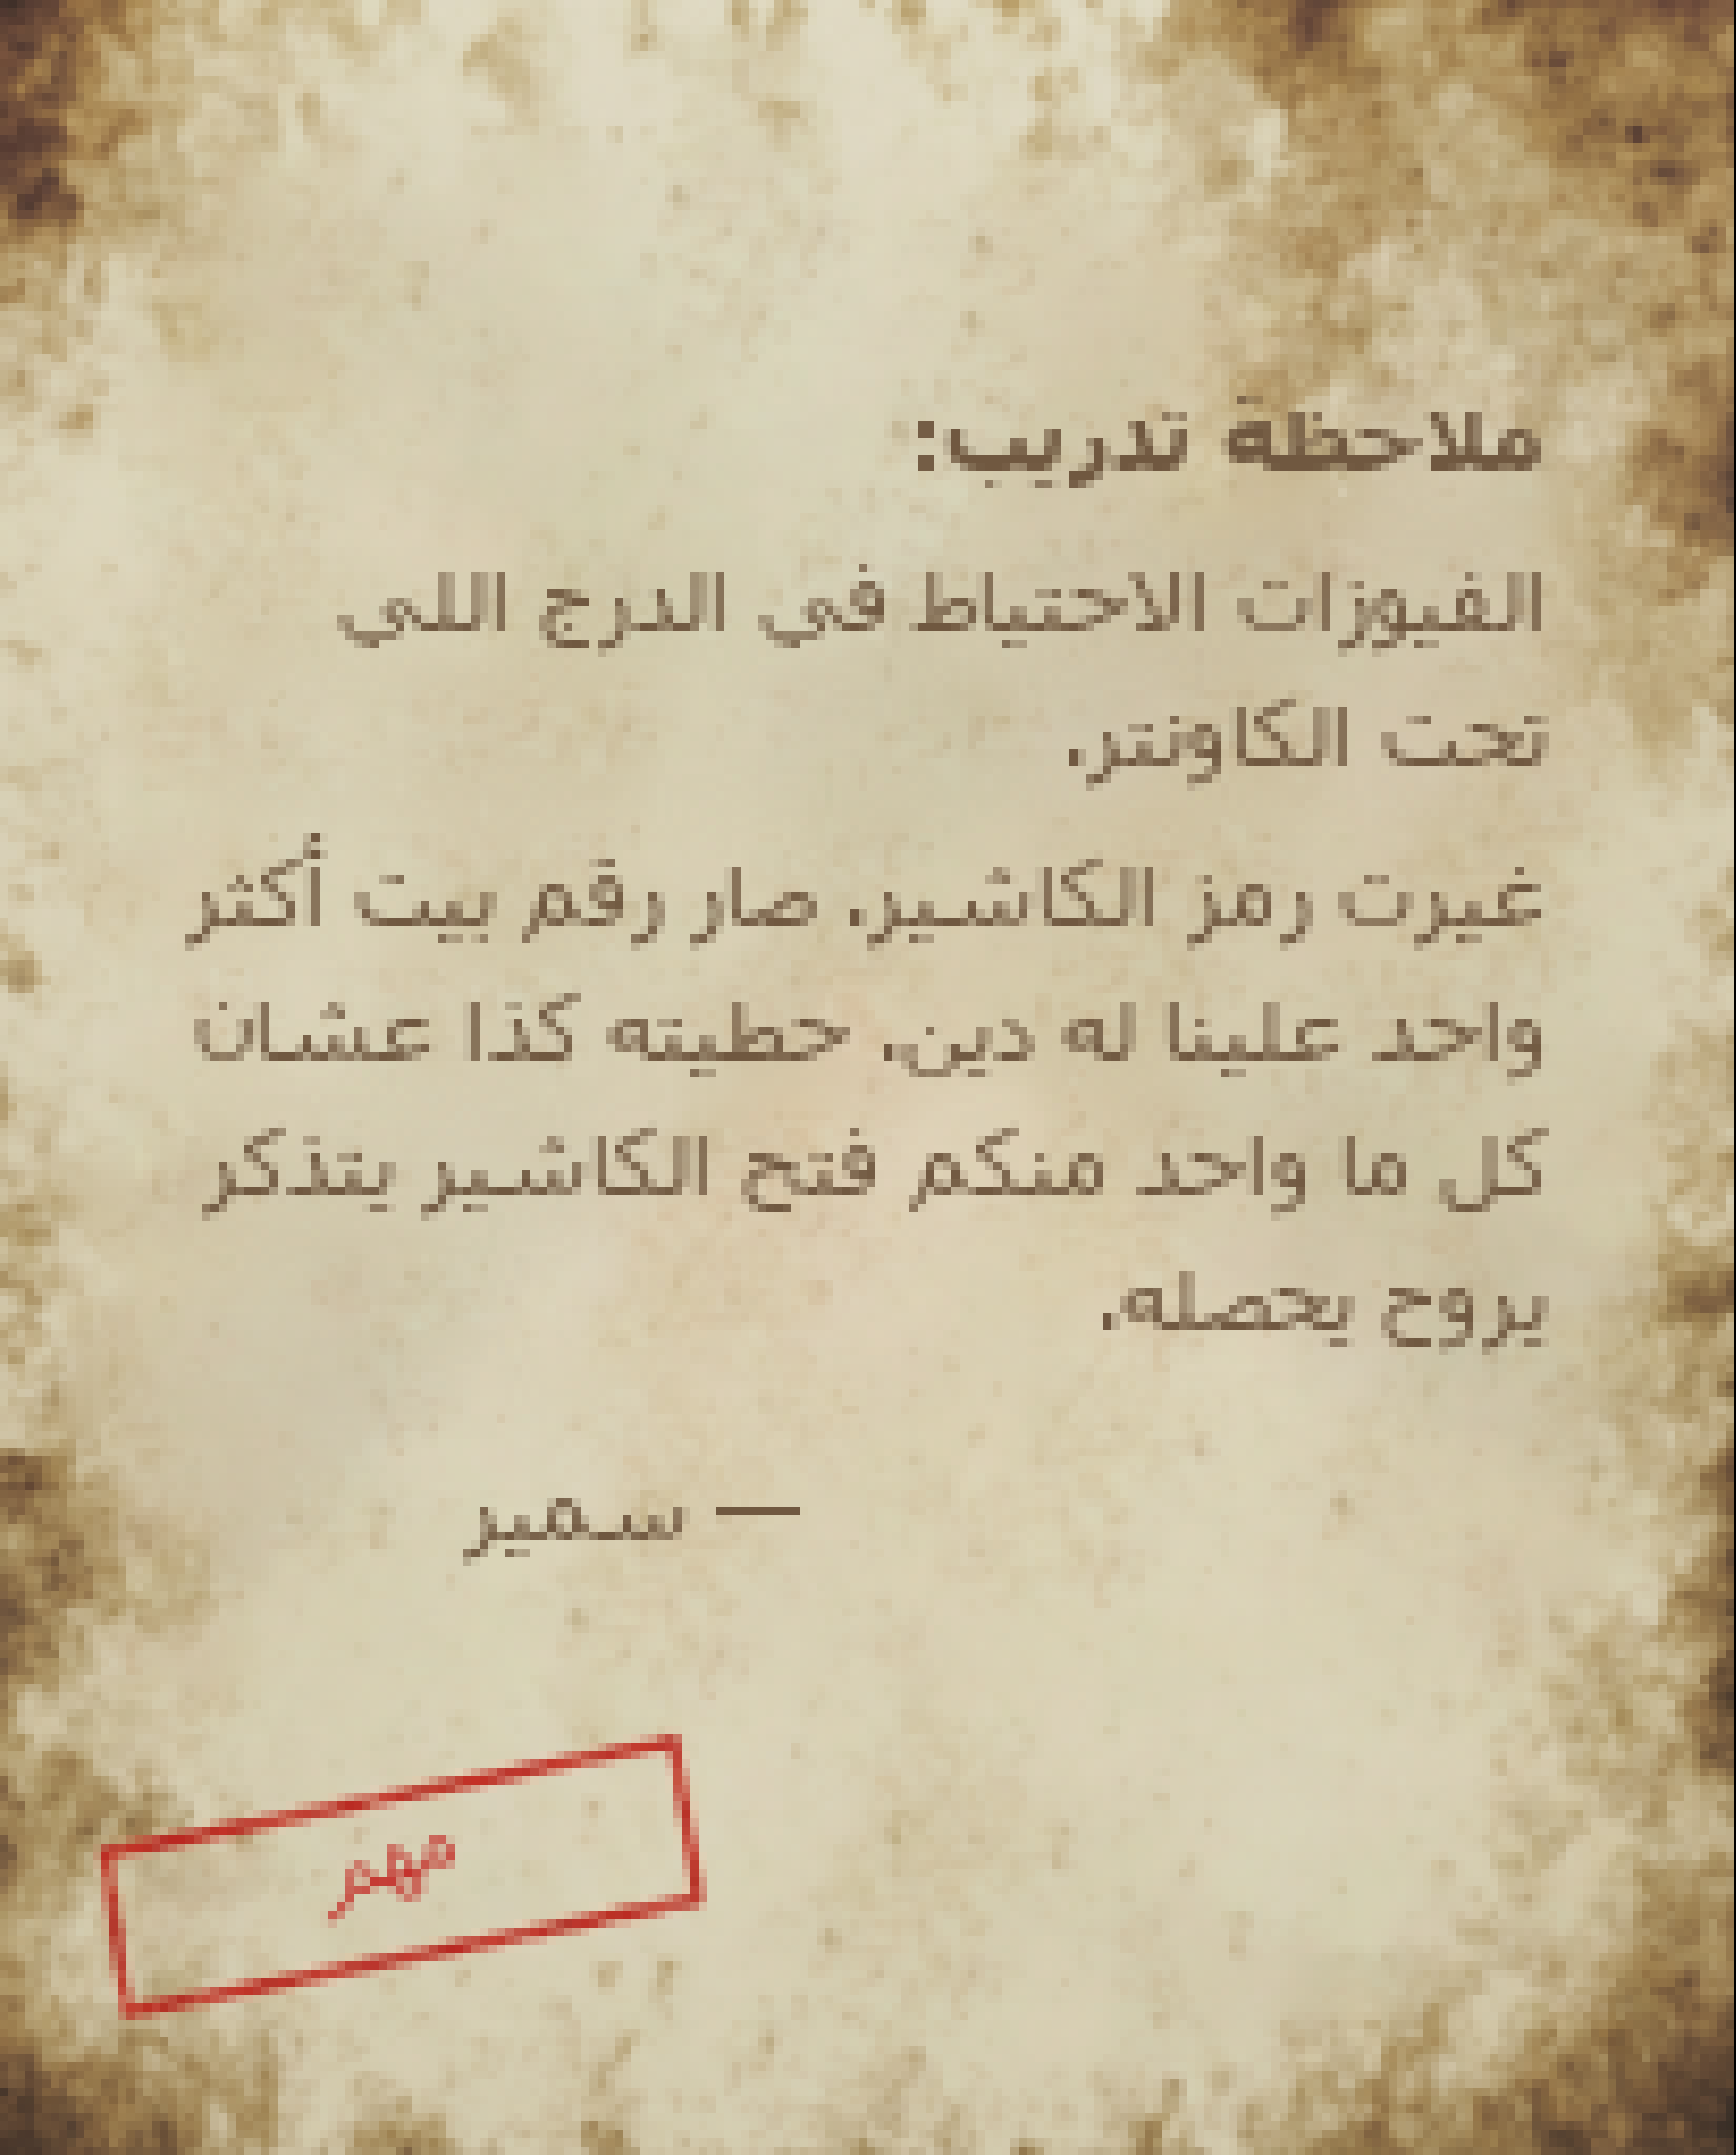 ملاحظة تدريب:
الفيوزات الاحتياط في الدرج اللي
تحت الكاونتر.
غيرت رمز الكاشير. صار رقم بيت أكثر
واحد علينا له دين. حطيته كذا عشان
كل ما واحد منكم فتح الكاشير يتذكر
يروح يحصله.
— سمير
مهم